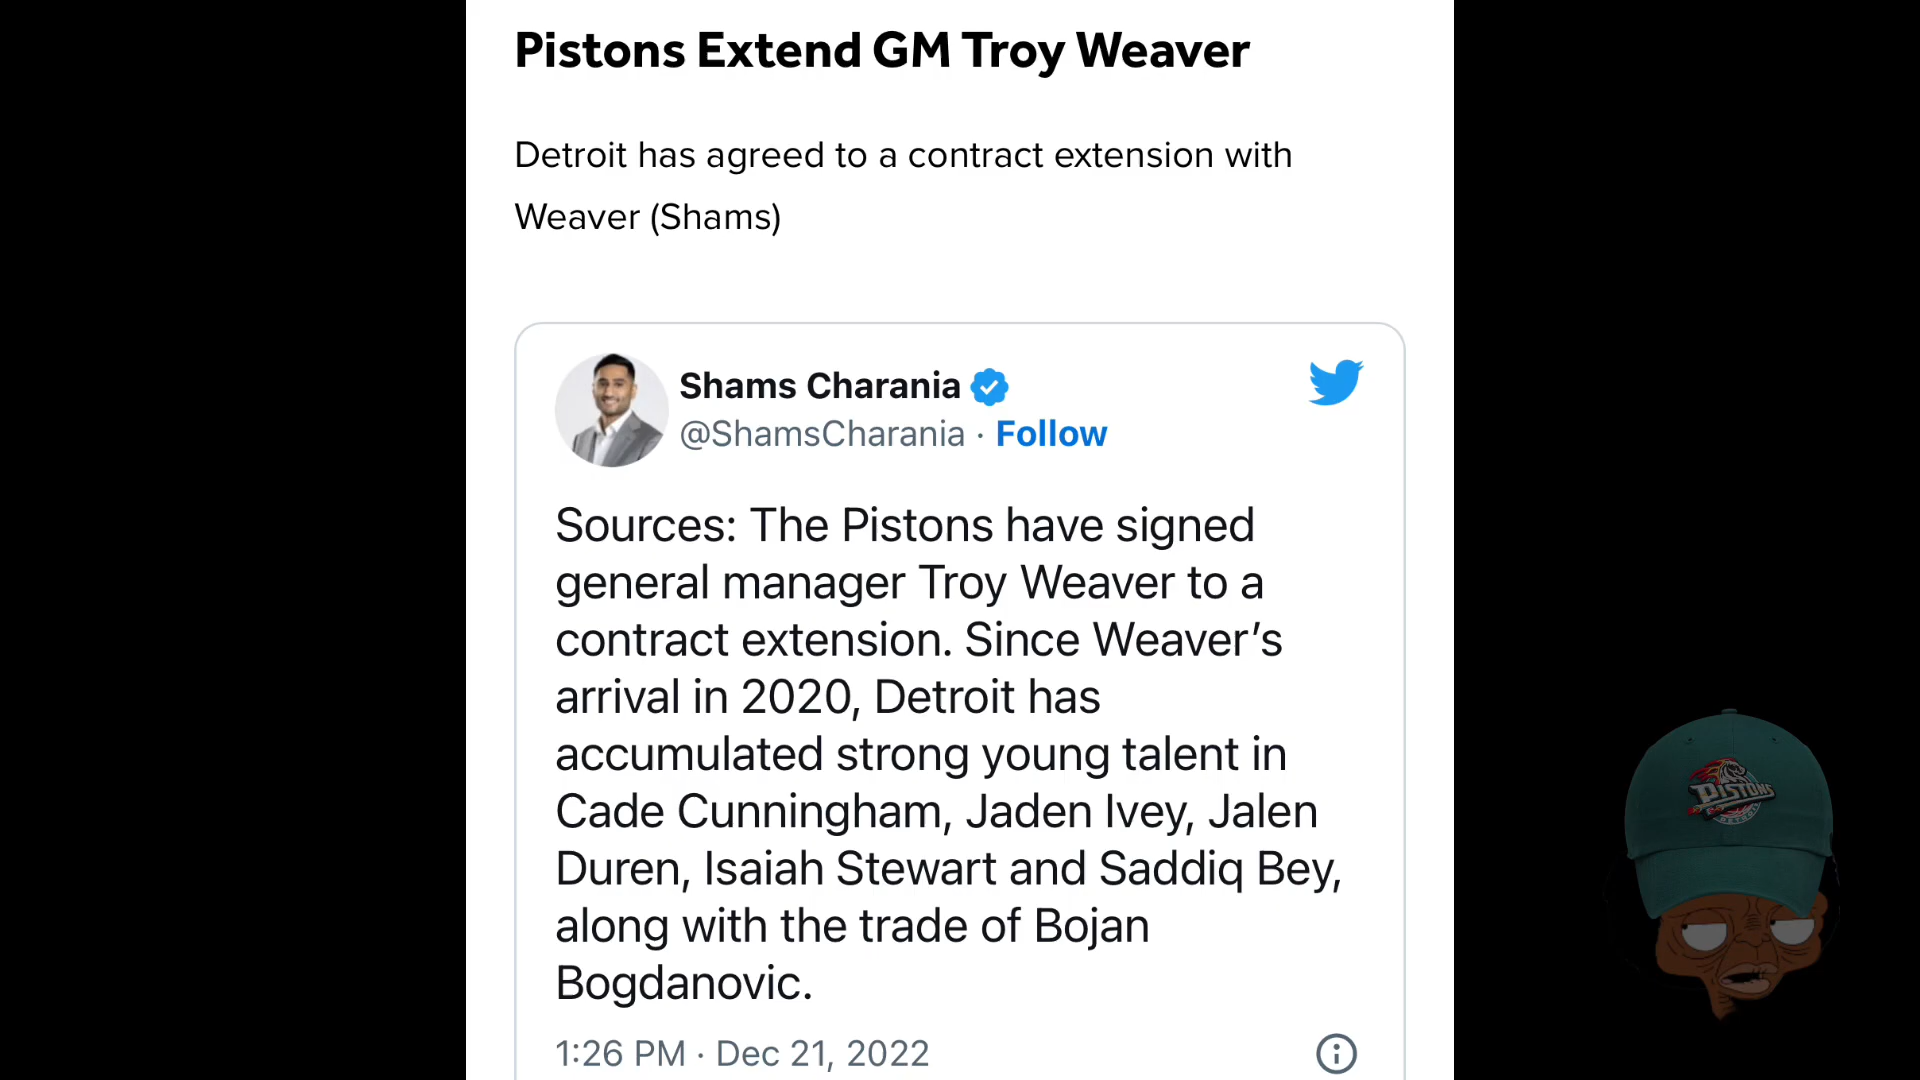 Pistons Extend GM Troy Weaver
Detroit has agreed to a contract extension with
Weaver (Shams)
Shams Charania
@ShamsCharania · Follow
Sources: The Pistons have signed
general manager Troy Weaver to a
contract extension. Since Weaver’s
arrival in 2020, Detroit has
accumulated strong young talent in
Cade Cunningham, Jaden Ivey, Jalen
Duren, Isaiah Stewart and Saddiq Bey,
along with the trade of Bojan
Bogdanovic.
1:26 PM · Dec 21, 2022
PISTONS
DETROIT